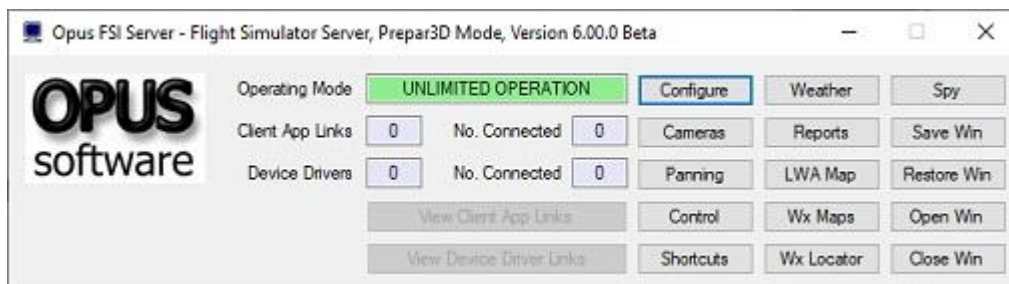 Opus FSI Server - Flight Simulator Server, Prepar3D Mode, Version 6.00.0 Beta
OPUS
software
Operating Mode UNLIMITED OPERATION Configure Weather Spy
Client App Links 0 No. Connected 0 Cameras Reports Save Win
Device Drivers 0 No. Connected 0 Panning LWA Map Restore Win
View Client App Links Control Wx Maps Open Win
View Device Driver Links Shortcuts Wx Locator Close Win